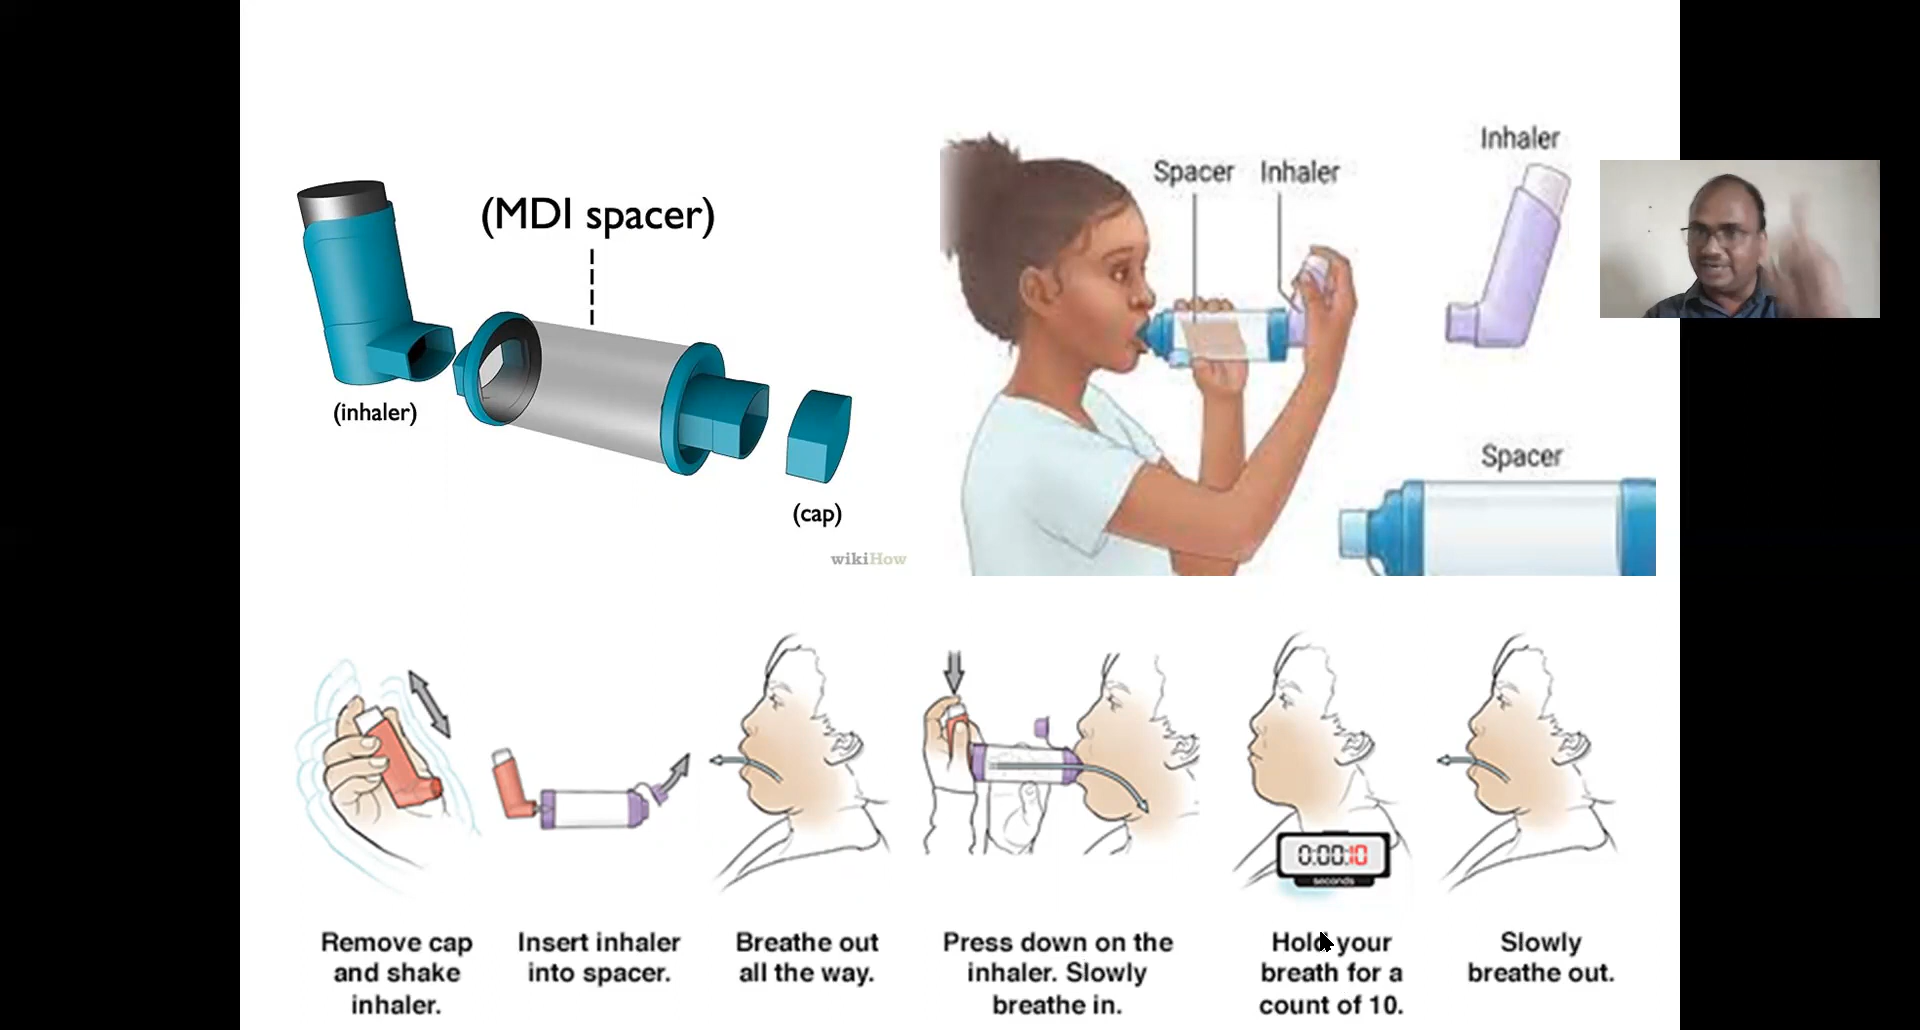 (MDI spacer)
(inhaler)
(cap)
wikiHow
Spacer Inhaler
Inhaler
Spacer
0:00:10
seconds
Remove cap
and shake
inhaler.
Insert inhaler
into spacer.
Breathe out
all the way.
Press down on the
inhaler. Slowly
breathe in.
Hold your
breath for a
count of 10.
Slowly
breathe out.